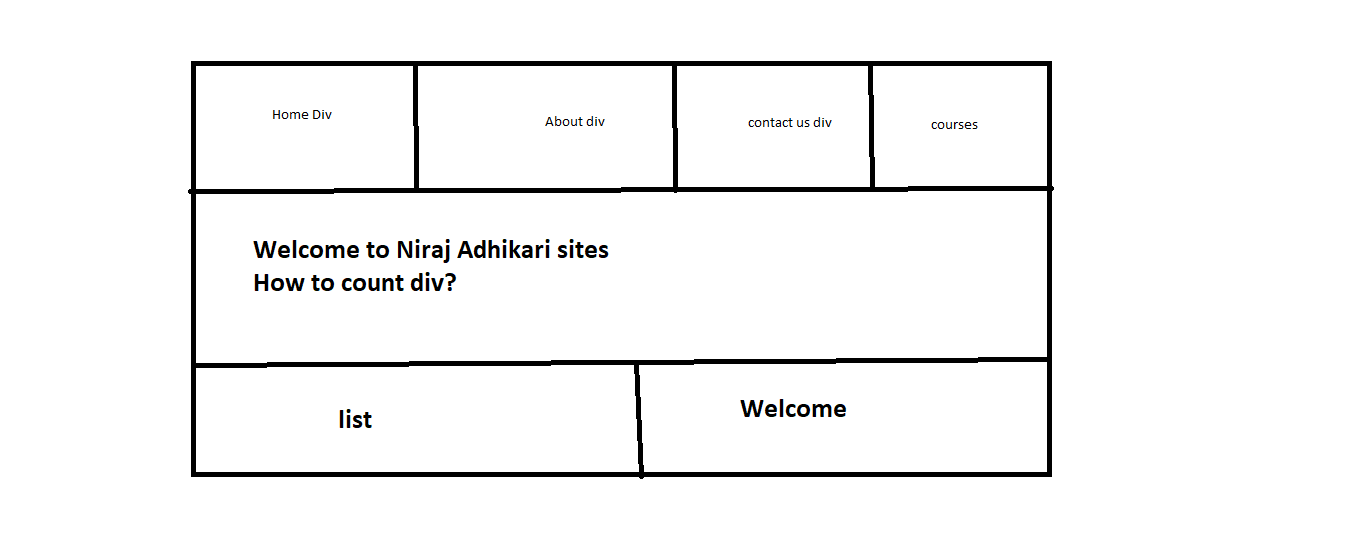 Home Div
About div
contact us div
courses
Welcome to Niraj Adhikari sites
How to count div?
list
Welcome